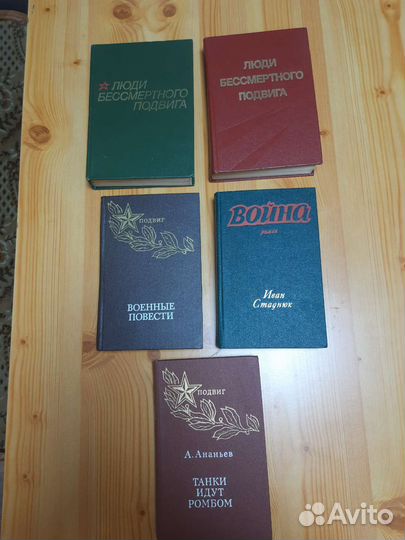 ЛЮДИ
БЕССМЕРТНОГО
ПОДВИГА
ЛЮДИ
БЕССМЕРТНОГО
ПОДВИГА
ПОДВИГ
ВОЕННЫЕ
ПОВЕСТИ
ВОЙНА
роман
Иван
Стаднюк
ПОДВИГ
А. Ананьев
ТАНКИ
ИДУТ
РОМБОМ
Avito